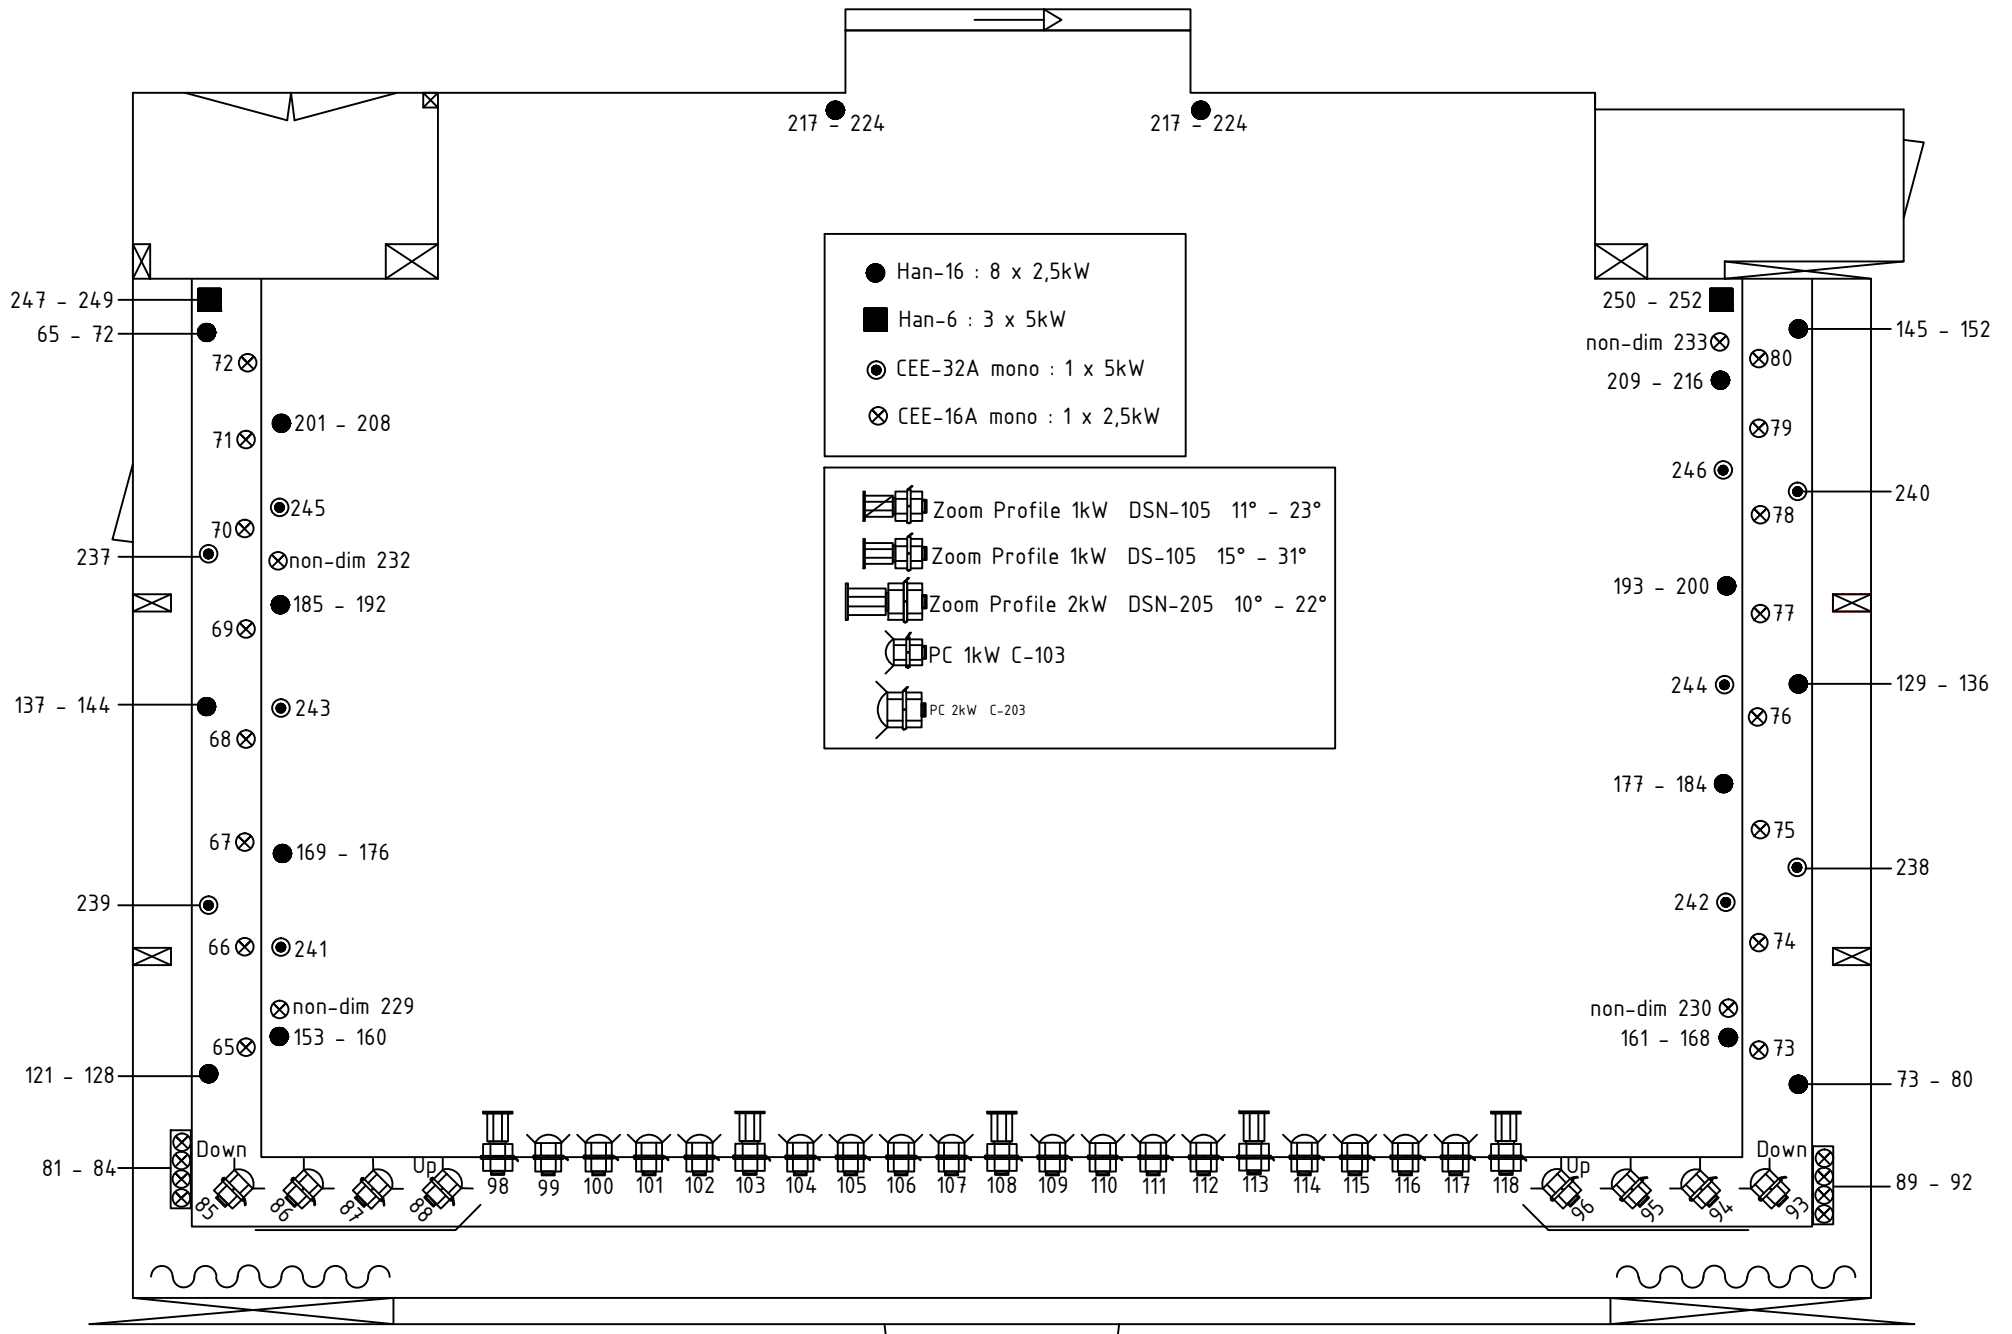 217 - 224
217 - 224
Han-16 : 8 x 2,5kW
Han-6 : 3 x 5kW
CEE-32A mono : 1 x 5kW
CEE-16A mono : 1 x 2,5kW
Zoom Profile 1kW DSN-105 11° - 23°
Zoom Profile 1kW DS-105 15° - 31°
Zoom Profile 2kW DSN-205 10° - 22°
PC 1kW C-103
PC 2kW C-203
247 - 249
65 - 72
72
71
201 - 208
245
70
237
non-dim 232
185 - 192
69
137 - 144
243
68
67
169 - 176
239
66
241
non-dim 229
65
153 - 160
121 - 128
250 - 252
145 - 152
non-dim 233
80
209 - 216
79
246
240
78
193 - 200
77
244
129 - 136
76
177 - 184
75
238
242
74
non-dim 230
161 - 168
73
73 - 80
Down
81 - 84
Up
85
86
87
88
98
99
100
101
102
103
104
105
106
107
108
109
110
111
112
113
114
115
116
117
118
Up
Down
96
95
94
93
89 - 92